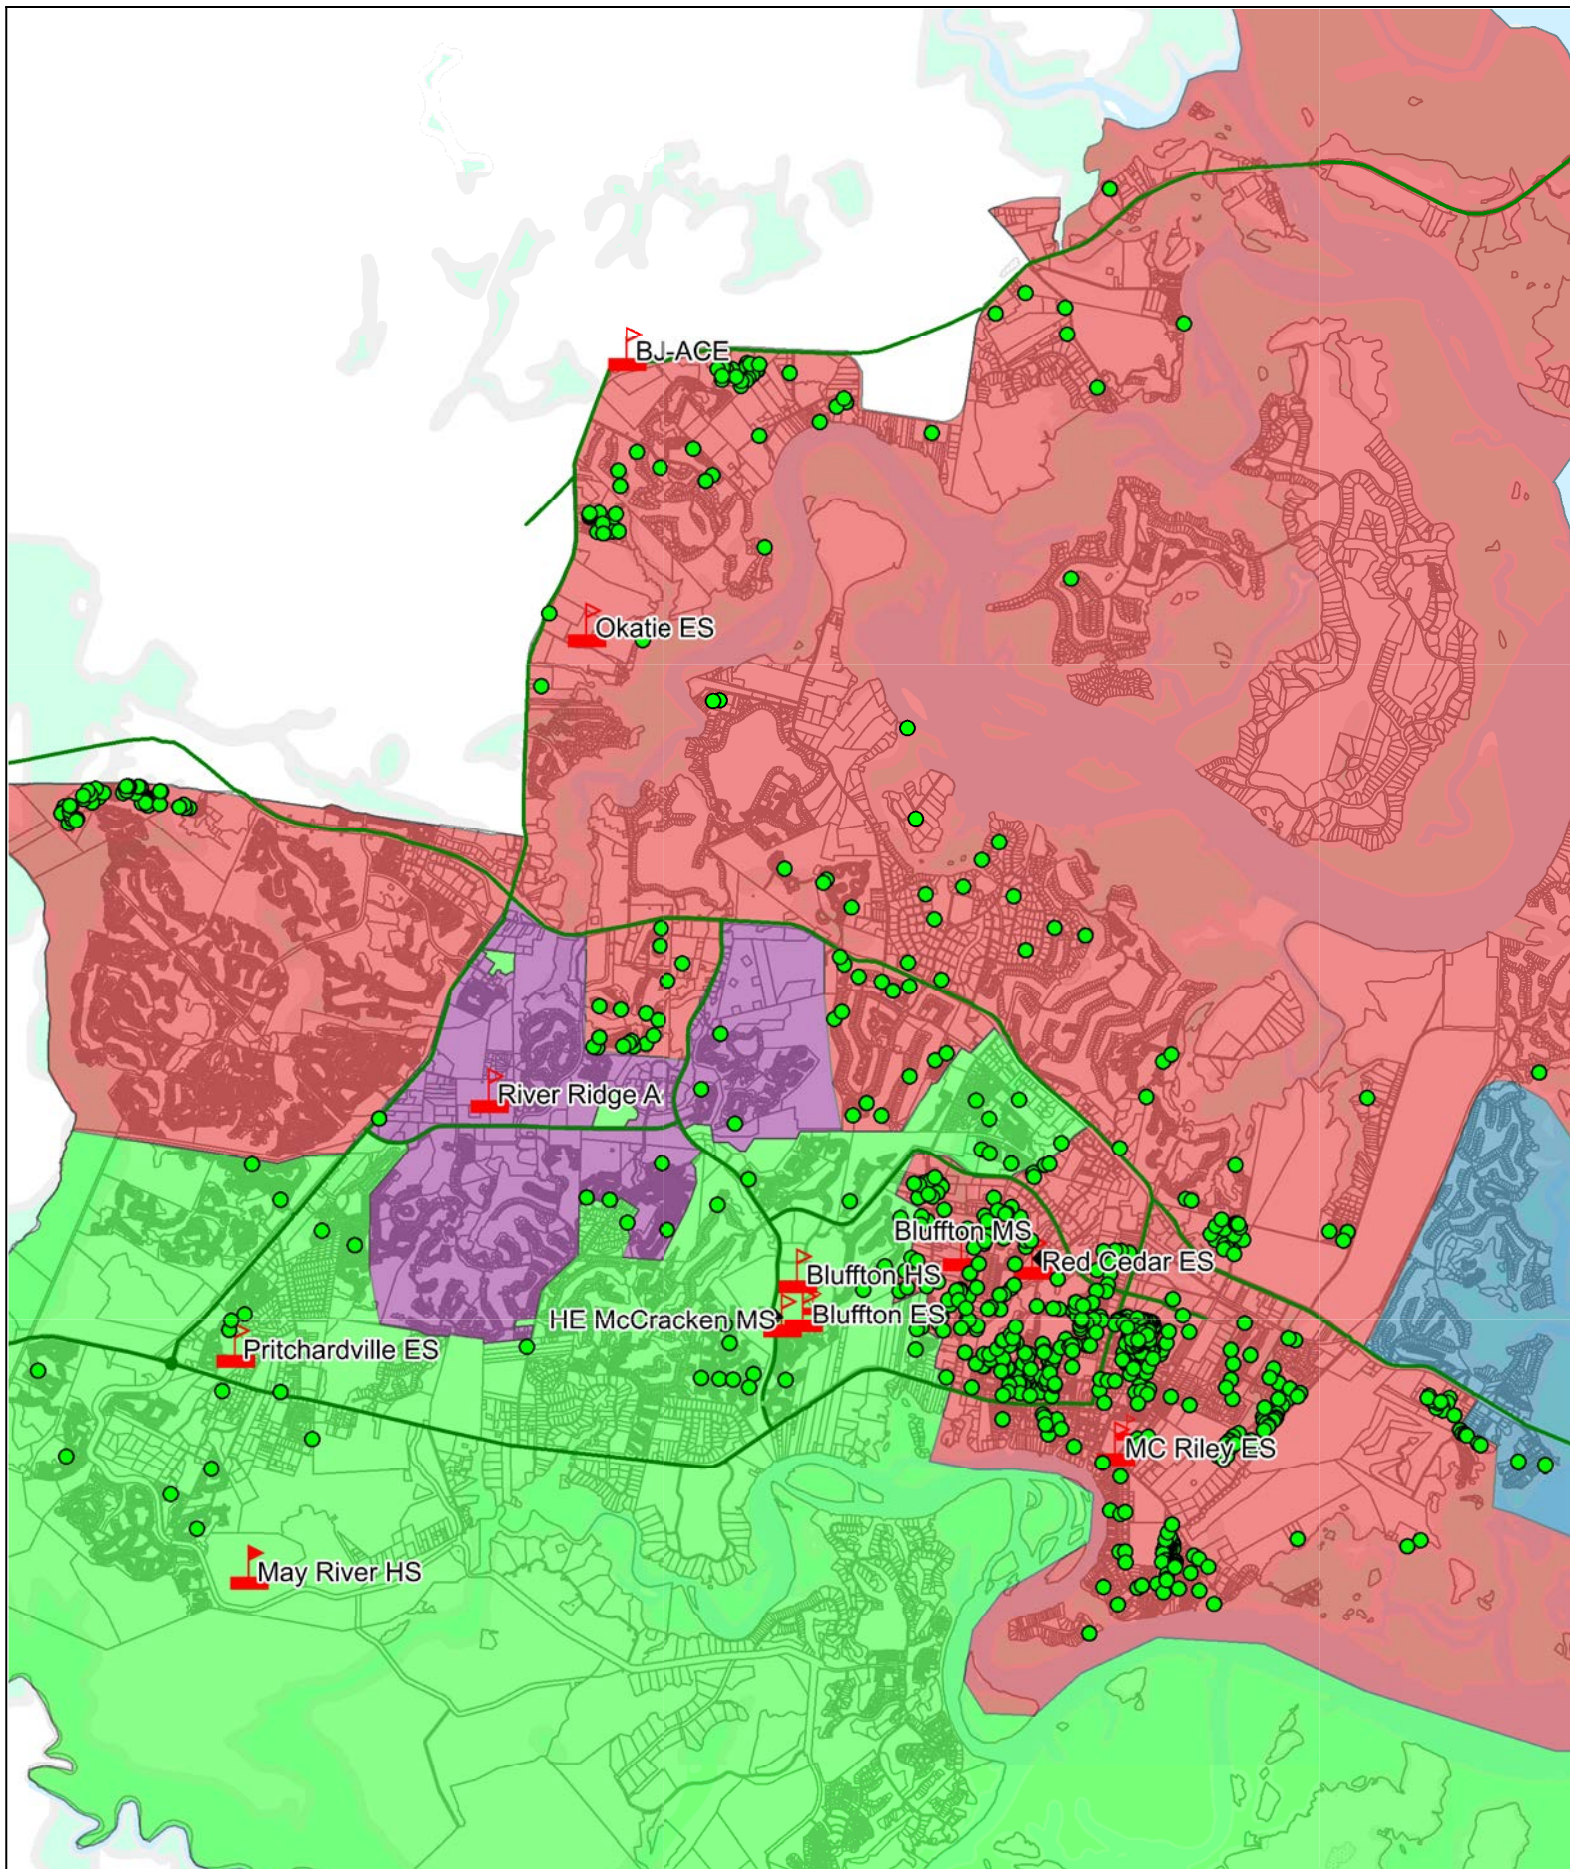 BJ-ACE
Okatie ES
River Ridge A
Bluffton MS
Red Cedar ES
Bluffton HS
HE McCracken MS
Bluffton ES
Pritchardville ES
MC Riley ES
May River HS